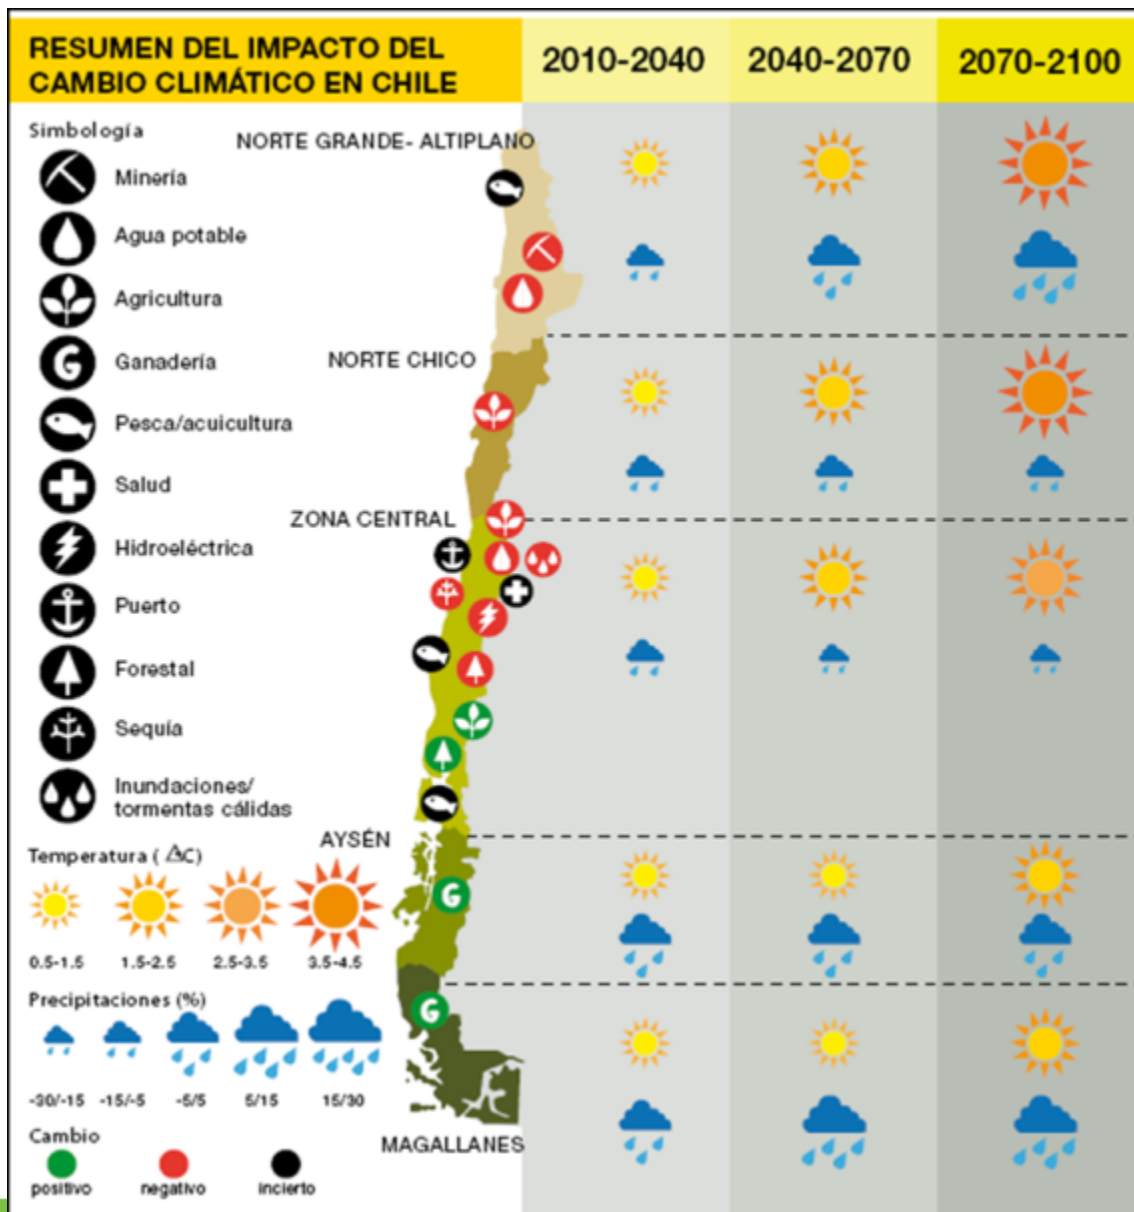 RESUMEN DEL IMPACTO DEL
CAMBIO CLIMÁTICO EN CHILE
2010-2040
2040-2070
2070-2100
Simbología
Minería
Agua potable
Agricultura
Ganadería
Pesca/acuicultura
Salud
Hidroeléctrica
Puerto
Forestal
Sequía
Inundaciones/
tormentas cálidas
NORTE GRANDE- ALTIPLANO
NORTE CHICO
ZONA CENTRAL
AYSÉN
MAGALLANES
Temperatura ( ΔC)
0.5-1.5 1.5-2.5 2.5-3.5 3.5-4.5
Precipitaciones (%)
-30/-15 -15/-5 -5/5 5/15 15/30
Cambio
positivo negativo incierto